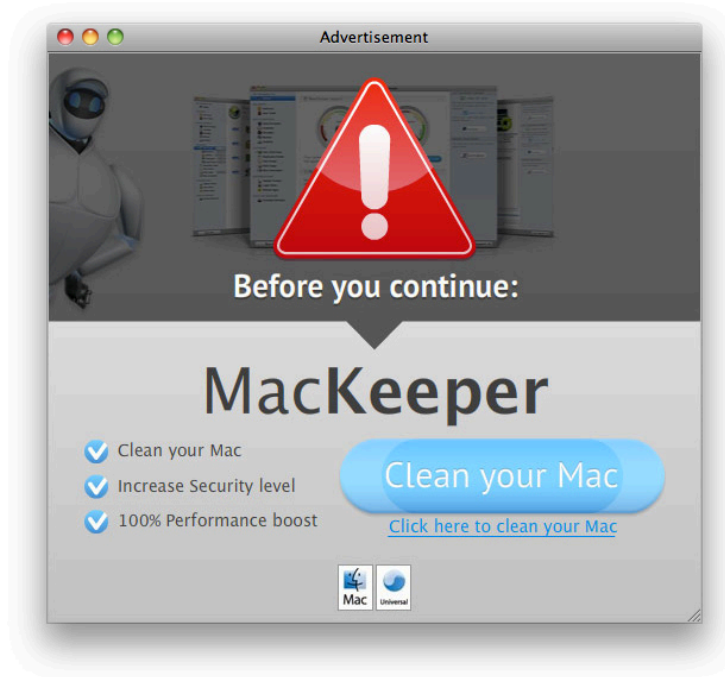 Advertisement
Before you continue:
MacKeeper
Clean your Mac
Increase Security level
100% Performance boost
Clean your Mac
Click here to clean your Mac
Mac
Universal